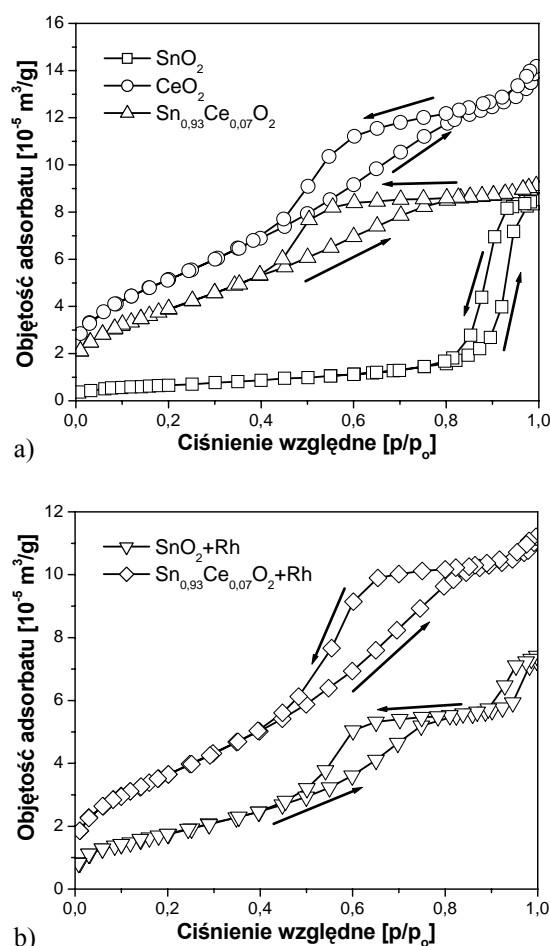 16
14
12
10
8
6
4
2
0
SnO₂
CeO₂
Sn₀,₉₃Ce₀,₀₇O₂
Objętość adsorbatu [10⁻⁵ m³/g]
0,0 0,2 0,4 0,6 0,8 1,0
Ciśnienie względne [p/pₒ]
a)
12
10
8
6
4
2
0
SnO₂+Rh
Sn₀,₉₃Ce₀,₀₇O₂+Rh
Objętość adsorbatu [10⁻⁵ m³/g]
0,0 0,2 0,4 0,6 0,8 1,0
Ciśnienie względne [p/pₒ]
b)